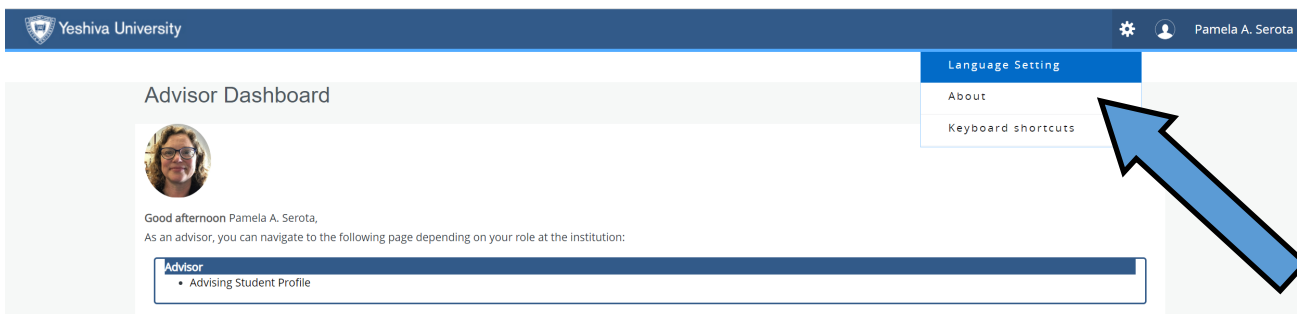 Yeshiva University
Pamela A. Serota
Language Setting
About
Keyboard shortcuts
Advisor Dashboard
Good afternoon Pamela A. Serota,
As an advisor, you can navigate to the following page depending on your role at the institution:
Advisor
• Advising Student Profile